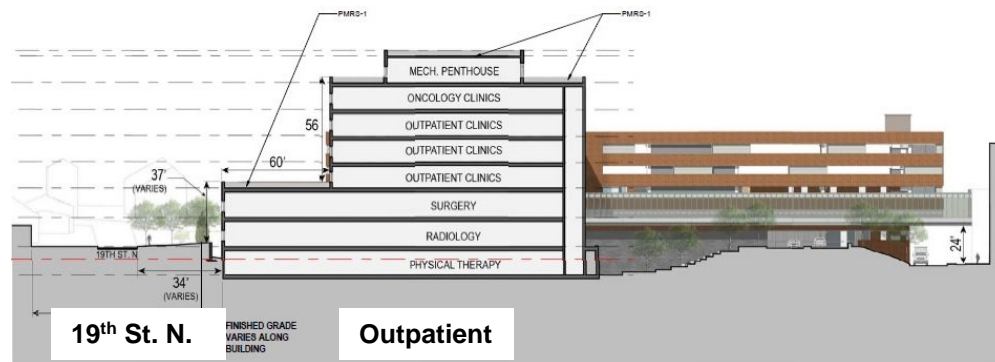 PMRS-1
PMRS-1
MECH. PENTHOUSE
ONCOLOGY CLINICS
56
OUTPATIENT CLINICS
OUTPATIENT CLINICS
60'
OUTPATIENT CLINICS
37'
(VARIES)
SURGERY
RADIOLOGY
24'
19TH ST. N
PHYSICAL THERAPY
34'
(VARIES)
19th St. N.
FINISHED GRADE
VARIES ALONG
BUILDING
Outpatient